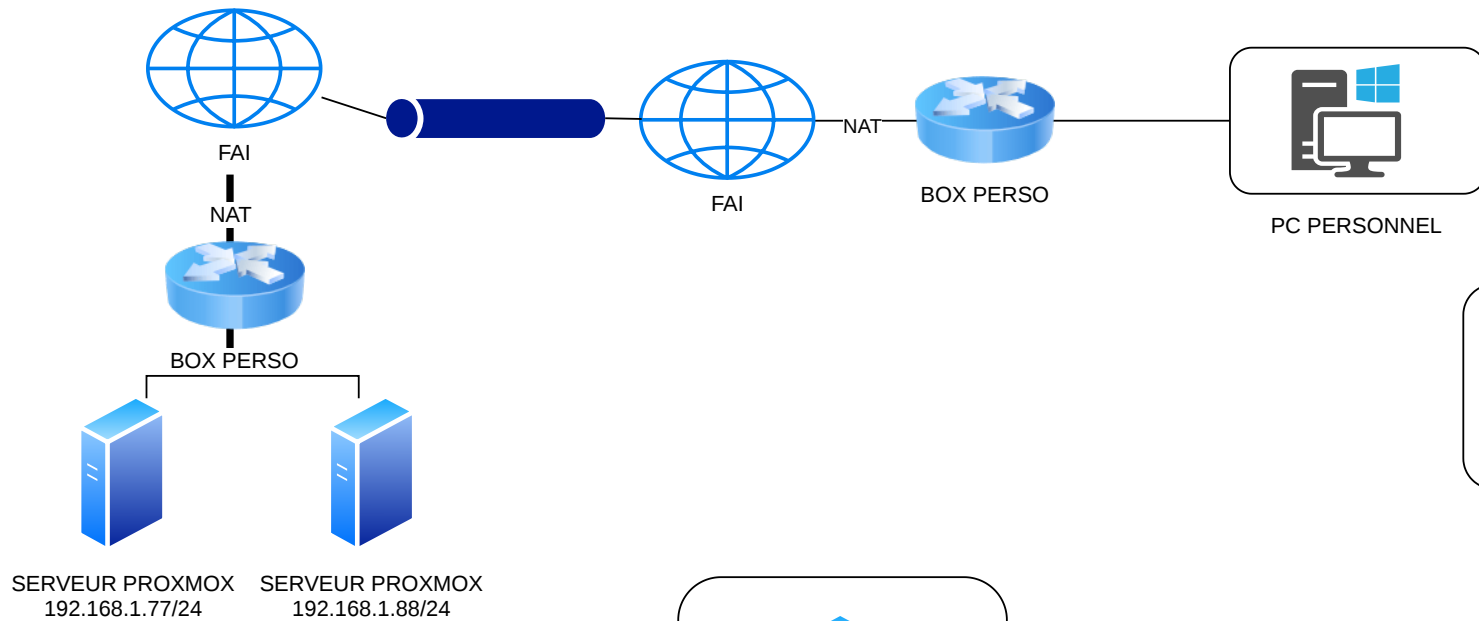 FAI
NAT
BOX PERSO
SERVEUR PROXMOX
192.168.1.77/24
SERVEUR PROXMOX
192.168.1.88/24
FAI
NAT
BOX PERSO
PC PERSONNEL